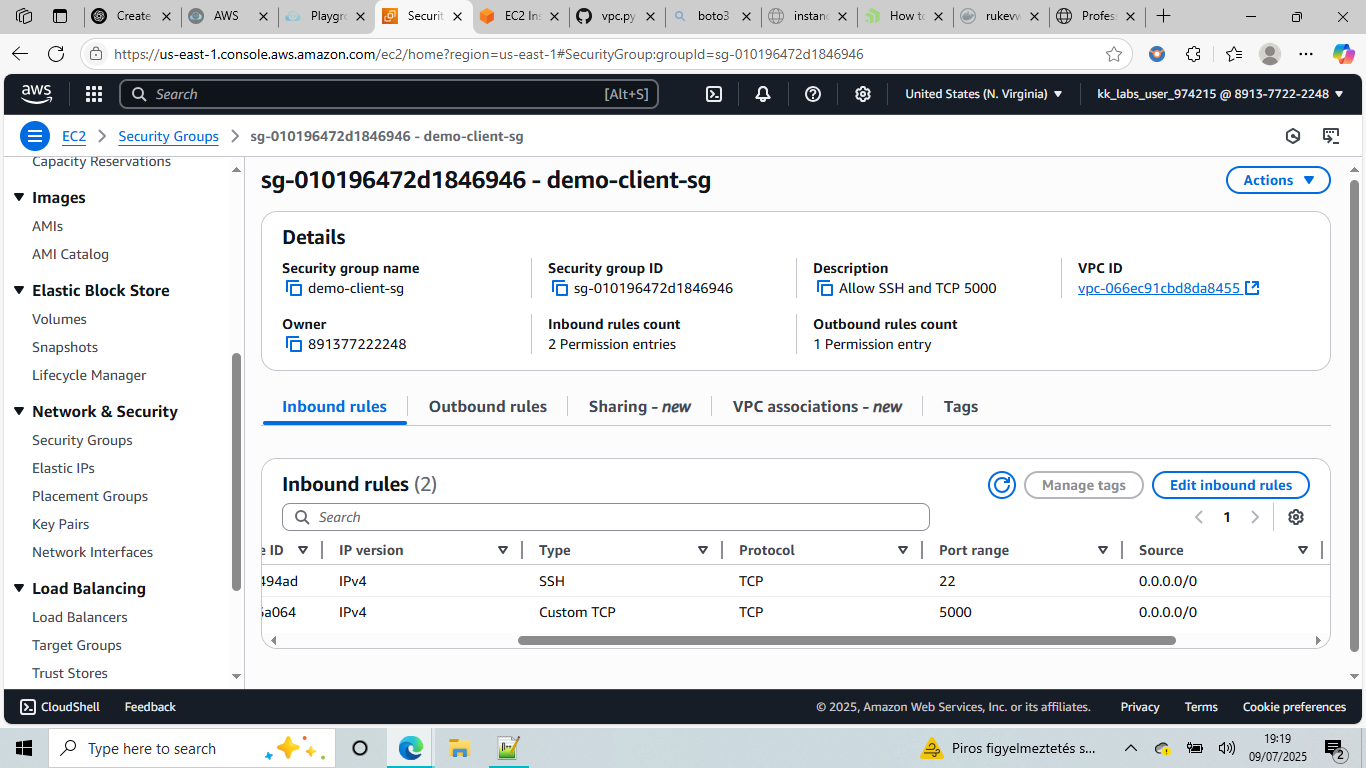 Create
AWS
Playgr
Securit
EC2 Ins
vpc.py
boto3
instanc
How to
rukevw
Profes
https://us-east-1.console.aws.amazon.com/ec2/home?region=us-east-1#SecurityGroup:groupId=sg-010196472d1846946
aws
Search
[Alt+S]
United States (N. Virginia)
kk_labs_user_974215 @ 8913-7722-2248
EC2
Security Groups
sg-010196472d1846946 - demo-client-sg
Capacity Reservations
Images
AMIs
AMI Catalog
Elastic Block Store
Volumes
Snapshots
Lifecycle Manager
Network & Security
Security Groups
Elastic IPs
Placement Groups
Key Pairs
Network Interfaces
Load Balancing
Load Balancers
Target Groups
Trust Stores
sg-010196472d1846946 - demo-client-sg
Actions
Details
Security group name
demo-client-sg
Security group ID
sg-010196472d1846946
Description
Allow SSH and TCP 5000
VPC ID
vpc-066ec91cbd8da8455
Owner
891377222248
Inbound rules count
2 Permission entries
Outbound rules count
1 Permission entry
Inbound rules
Outbound rules
Sharing - new
VPC associations - new
Tags
Inbound rules (2)
Manage tags
Edit inbound rules
Search
1
e ID IP version Type Protocol Port range Source
494ad IPv4 SSH TCP 22 0.0.0.0/0
a064 IPv4 Custom TCP TCP 5000 0.0.0.0/0
CloudShell
Feedback
© 2025, Amazon Web Services, Inc. or its affiliates.
Privacy
Terms
Cookie preferences
Type here to search
Piros figyelmeztetés s...
19:19
09/07/2025
2